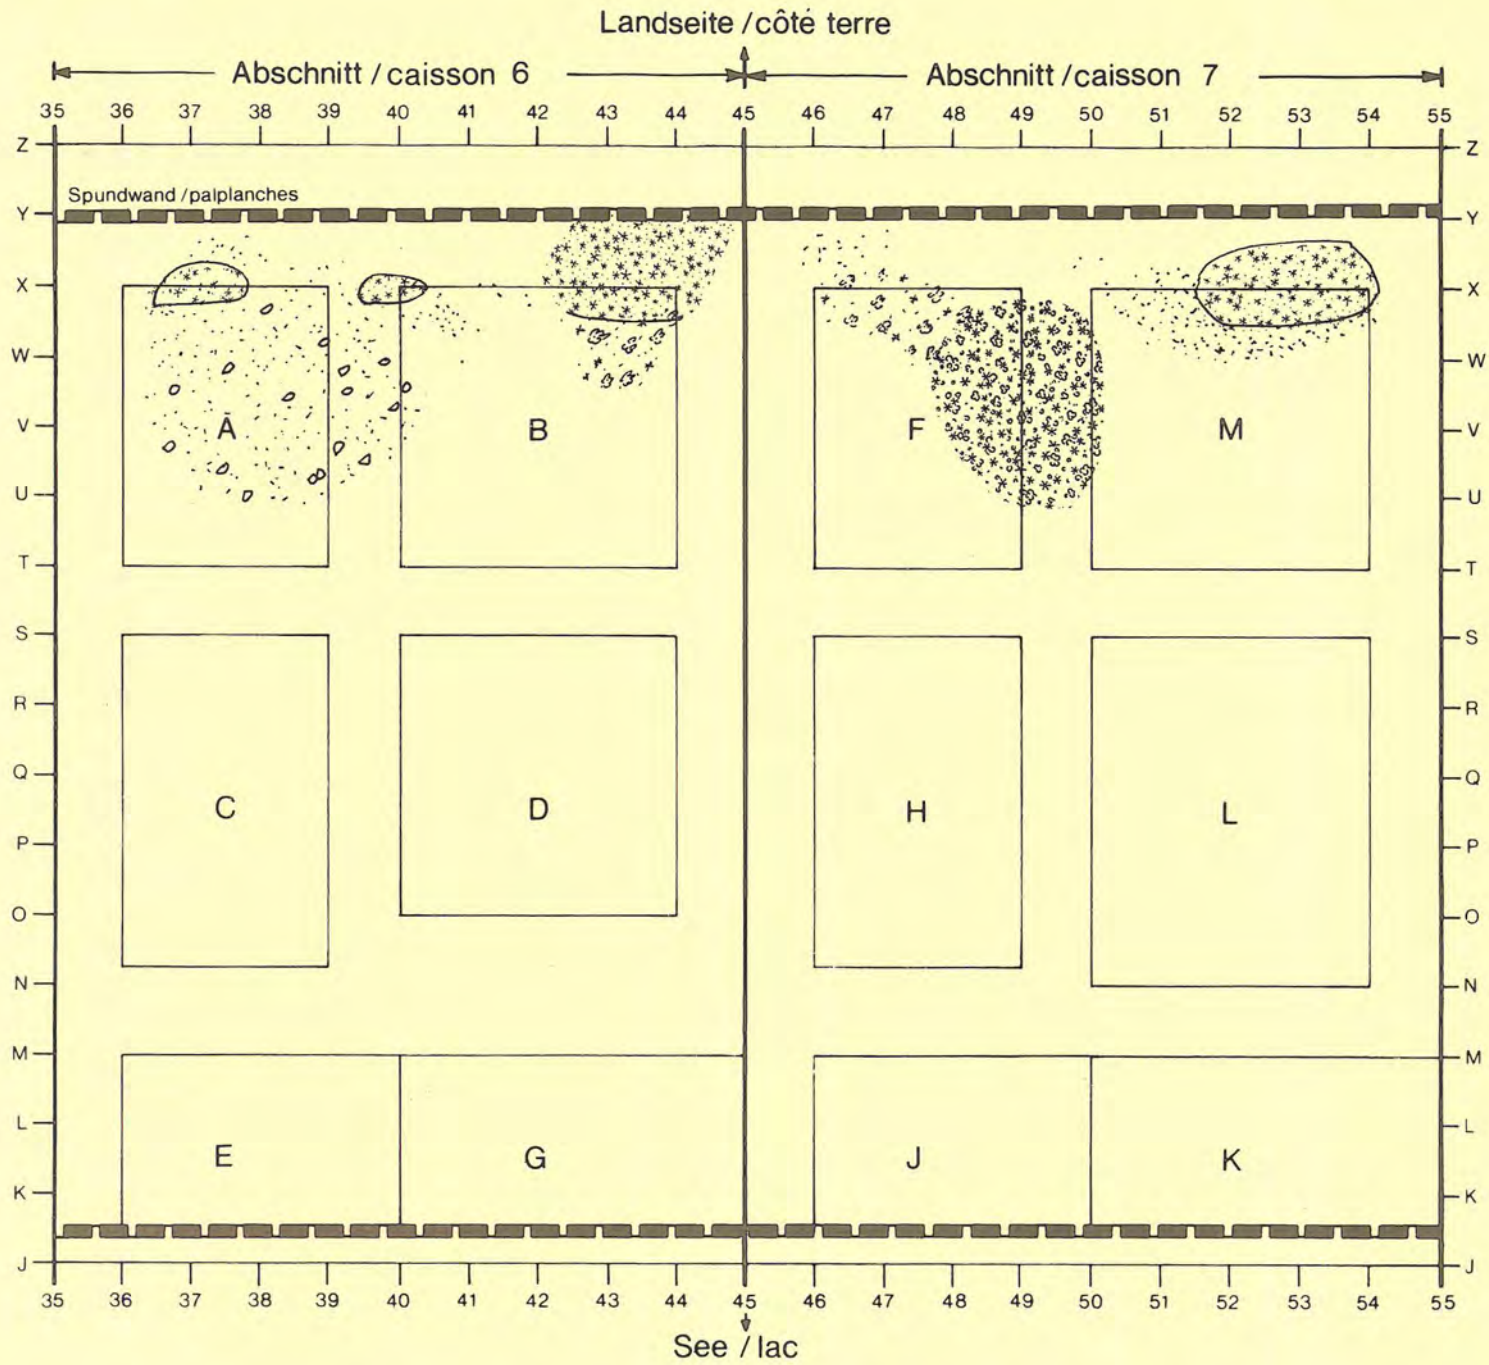 Landseite / côté terre
Abschnitt / caisson 6
Abschnitt / caisson 7
35 36 37 38 39 40 41 42 43 44 45 46 47 48 49 50 51 52 53 54 55
Z Z
Spundwand / palplanches
Y Y
X X
W W
V A B F M V
U U
T T
S S
R R
Q Q
C D H L
P P
O O
N N
M M
L L
E G J K
K K
J J
35 36 37 38 39 40 41 42 43 44 45 46 47 48 49 50 51 52 53 54 55
See / lac